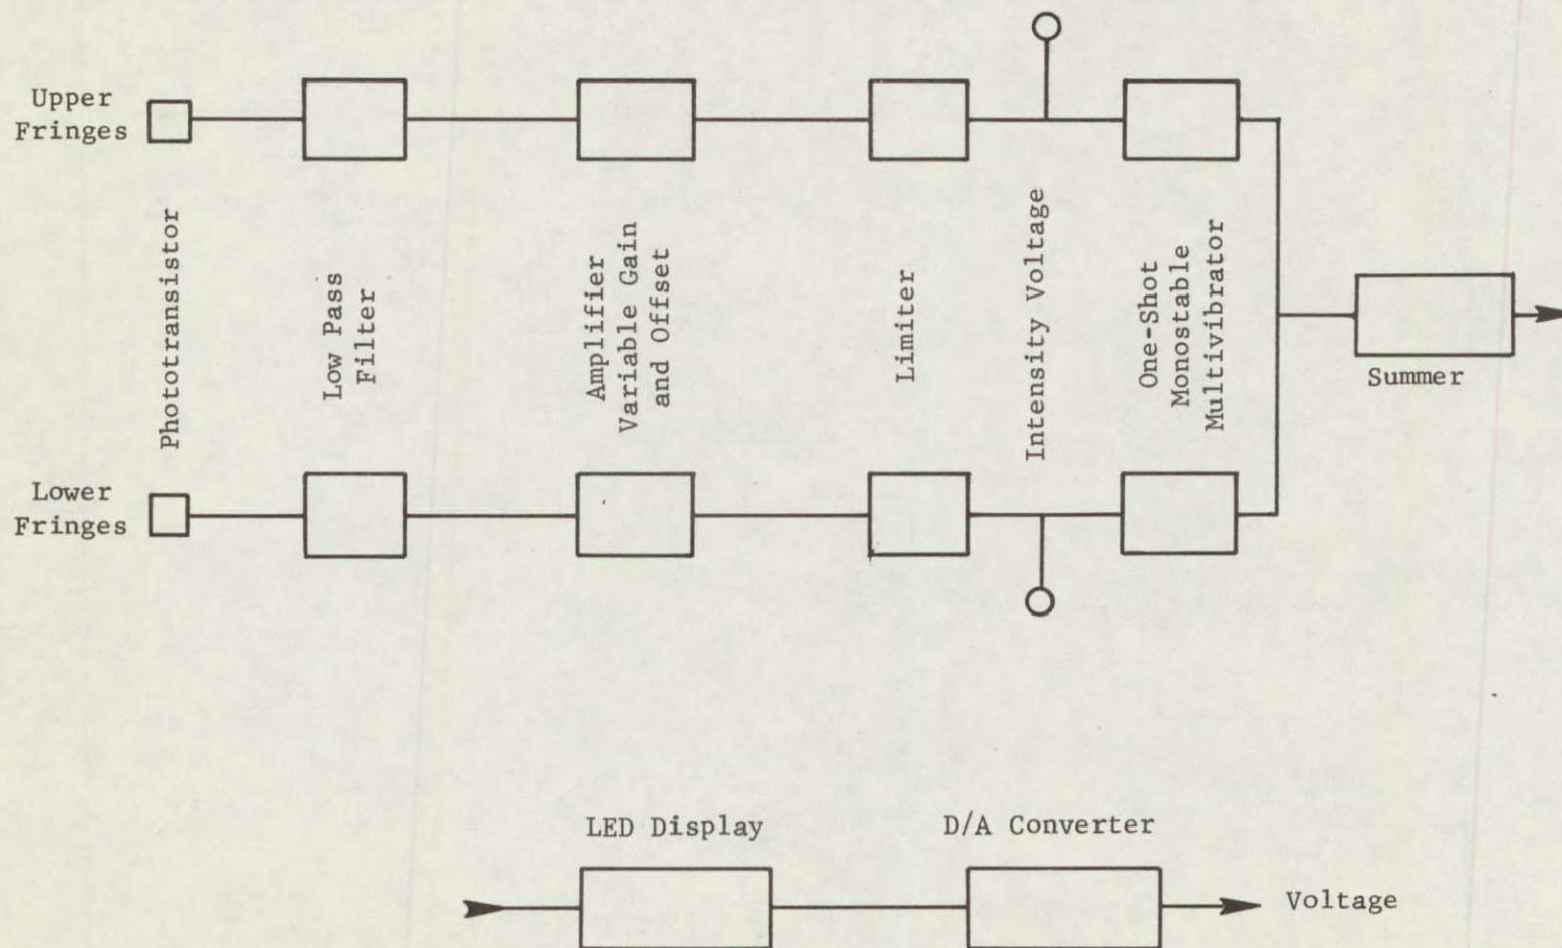 Upper
Fringes
Phototransistor
Low Pass
Filter
Amplifier
Variable Gain
and Offset
Limiter
Intensity Voltage
One-Shot
Monostable
Multivibrator
Summer
Lower
Fringes
LED Display
D/A Converter
Voltage